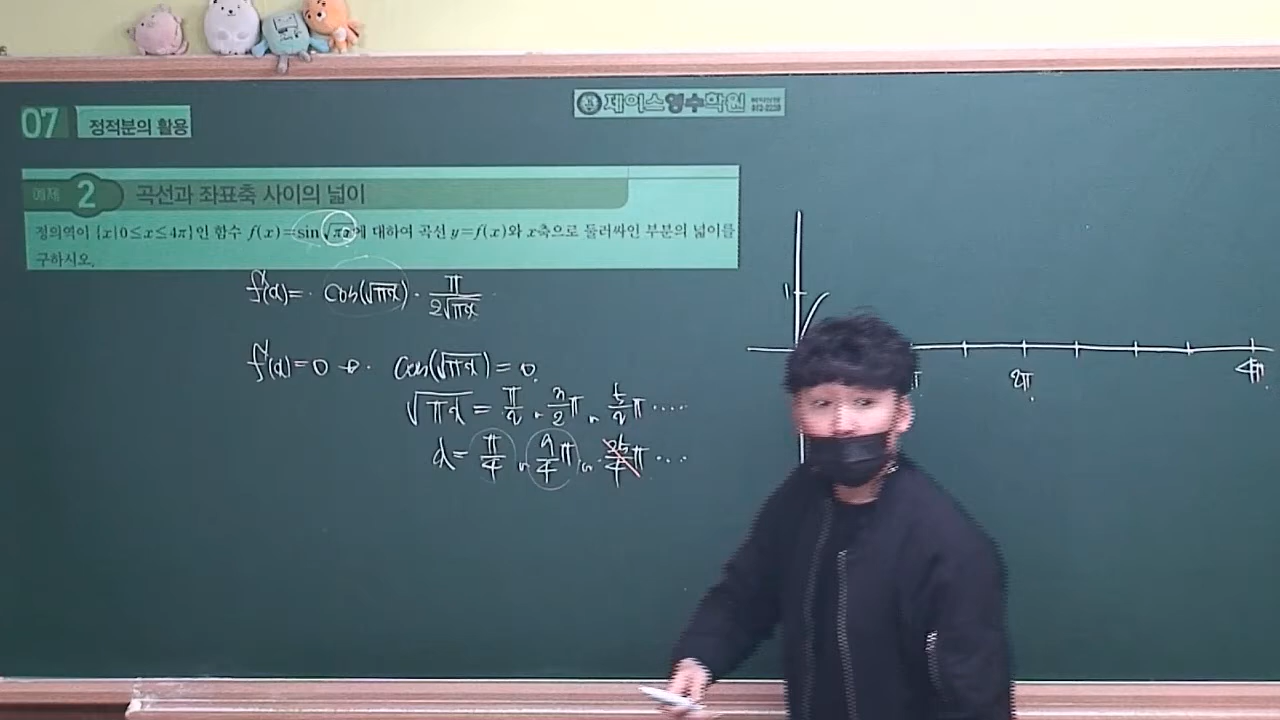 07 정적분의 활용
제이스영수학원
예제 2 곡선과 좌표축 사이의 넓이
정의역이 {x|0≤x≤4π}인 함수 f(x)=sin√πx에 대하여 곡선 y=f(x)와 x축으로 둘러싸인 부분의 넓이를
구하시오.
f'(x)= cos(√πx) · π/2√πx
f'(x)=0 → cos(√πx)=0
√πx = π/2, 3/2π, 5/2π ····
x= π/4, 9/4π, 25/4π ···
1
π 2π 4π